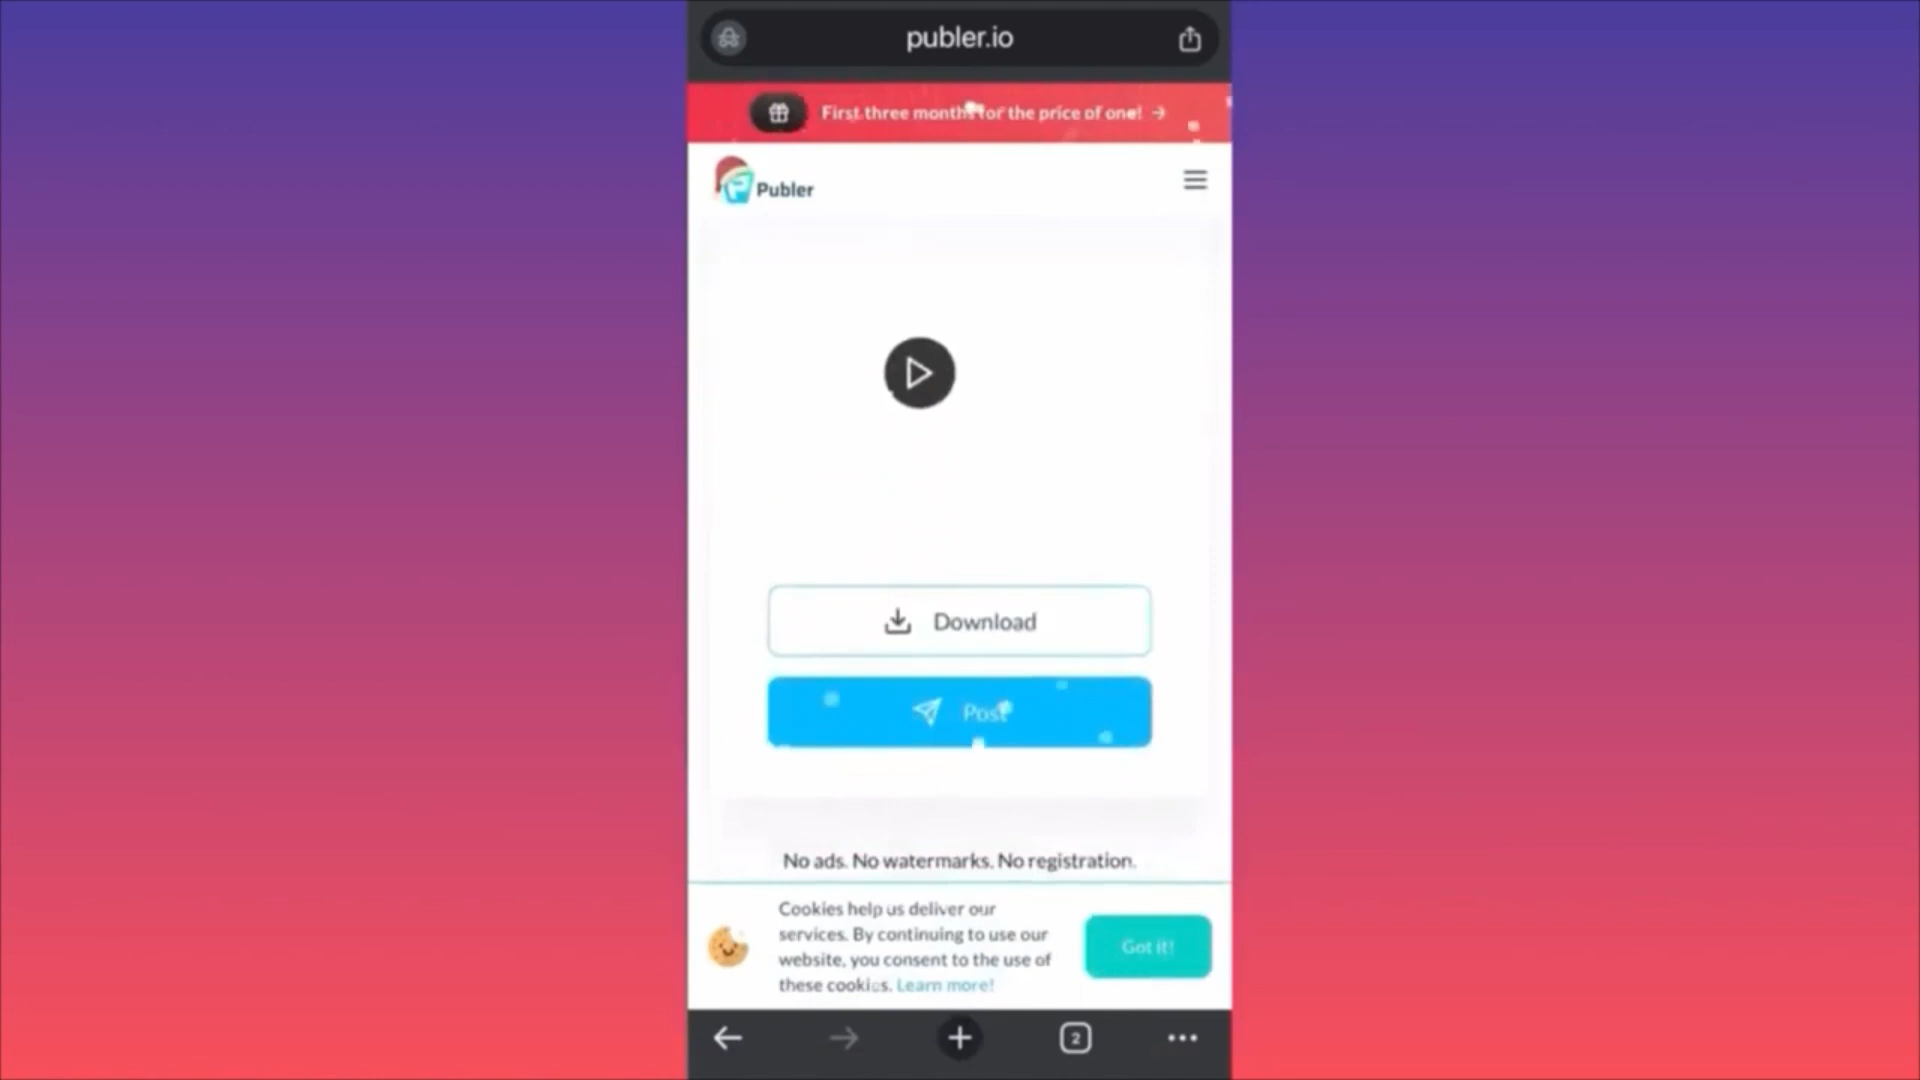 publer.io
First three months for the price of one! →
Publer
Download
Post
No ads. No watermarks. No registration.
Cookies help us deliver our
services. By continuing to use our
website, you consent to the use of
these cookies. Learn more!
Got it!
2